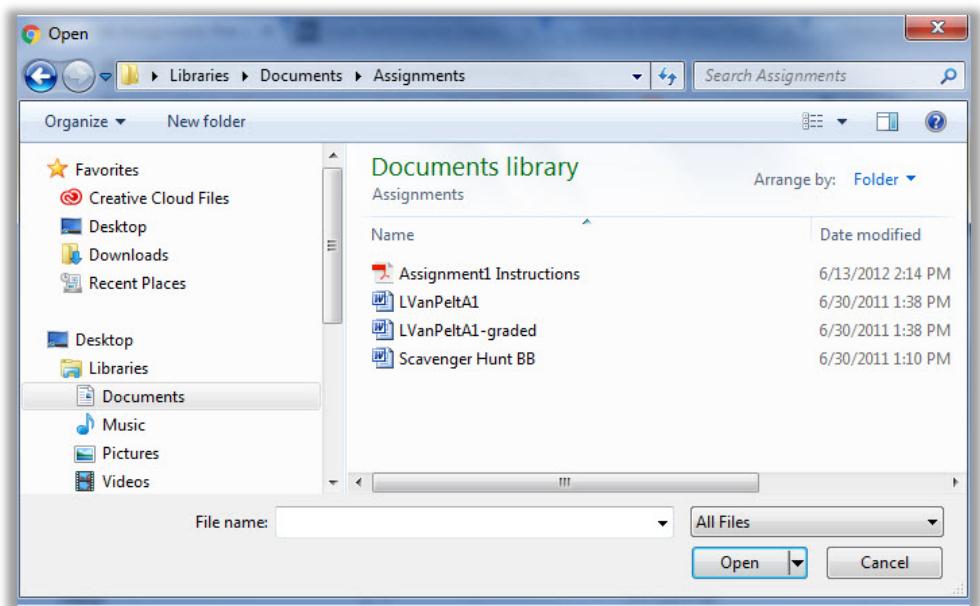 Open
Libraries Documents Assignments Search Assignments
Organize New folder
Favorites
Creative Cloud Files
Desktop
Downloads
Recent Places
Desktop
Libraries
Documents
Music
Pictures
Videos
Documents library
Assignments
Arrange by: Folder
Name Date modified
Assignment1 Instructions 6/13/2012 2:14 PM
LVanPeltA1 6/30/2011 1:38 PM
LVanPeltA1-graded 6/30/2011 1:38 PM
Scavenger Hunt BB 6/30/2011 1:10 PM
File name: All Files
Open Cancel